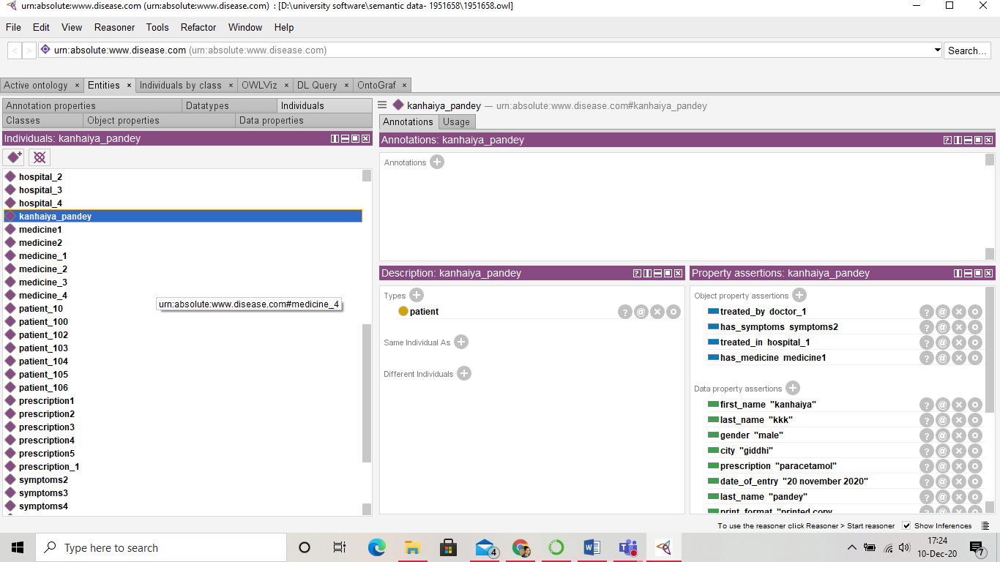 urn:absolute:www.disease.com (urn:absolute:www.disease.com) : [D:\university software\semantic data- 1951658\1951658.owl]
File Edit View Reasoner Tools Refactor Window Help
< > urn:absolute:www.disease.com (urn:absolute:www.disease.com) Search...
Active ontology × Entities × Individuals by class × OWLViz × DL Query × OntoGraf ×
Annotation properties Datatypes Individuals
Classes Object properties Data properties
Individuals: kanhaiya_pandey
hospital_2
hospital_3
hospital_4
kanhaiya_pandey
medicine1
medicine2
medicine_1
medicine_2
medicine_3
medicine_4
urn:absolute:www.disease.com#medicine_4
patient_10
patient_100
patient_102
patient_103
patient_104
patient_105
patient_106
prescription1
prescription2
prescription3
prescription4
prescription5
prescription_1
symptoms2
symptoms3
symptoms4
kanhaiya_pandey — urn:absolute:www.disease.com#kanhaiya_pandey
Annotations Usage
Annotations: kanhaiya_pandey
Annotations
Description: kanhaiya_pandey
Types
patient
Same Individual As
Different Individuals
Property assertions: kanhaiya_pandey
Object property assertions
treated_by doctor_1
has_symptoms symptoms2
treated_in hospital_1
has_medicine medicine1
Data property assertions
first_name "kanhaiya"
last_name "kkk"
gender "male"
city "giddhi"
prescription "paracetamol"
date_of_entry "20 november 2020"
last_name "pandey"
print_format "printed copy
To use the reasoner click Reasoner > Start reasoner Show Inferences
Type here to search
4
17:24
10-Dec-20
7